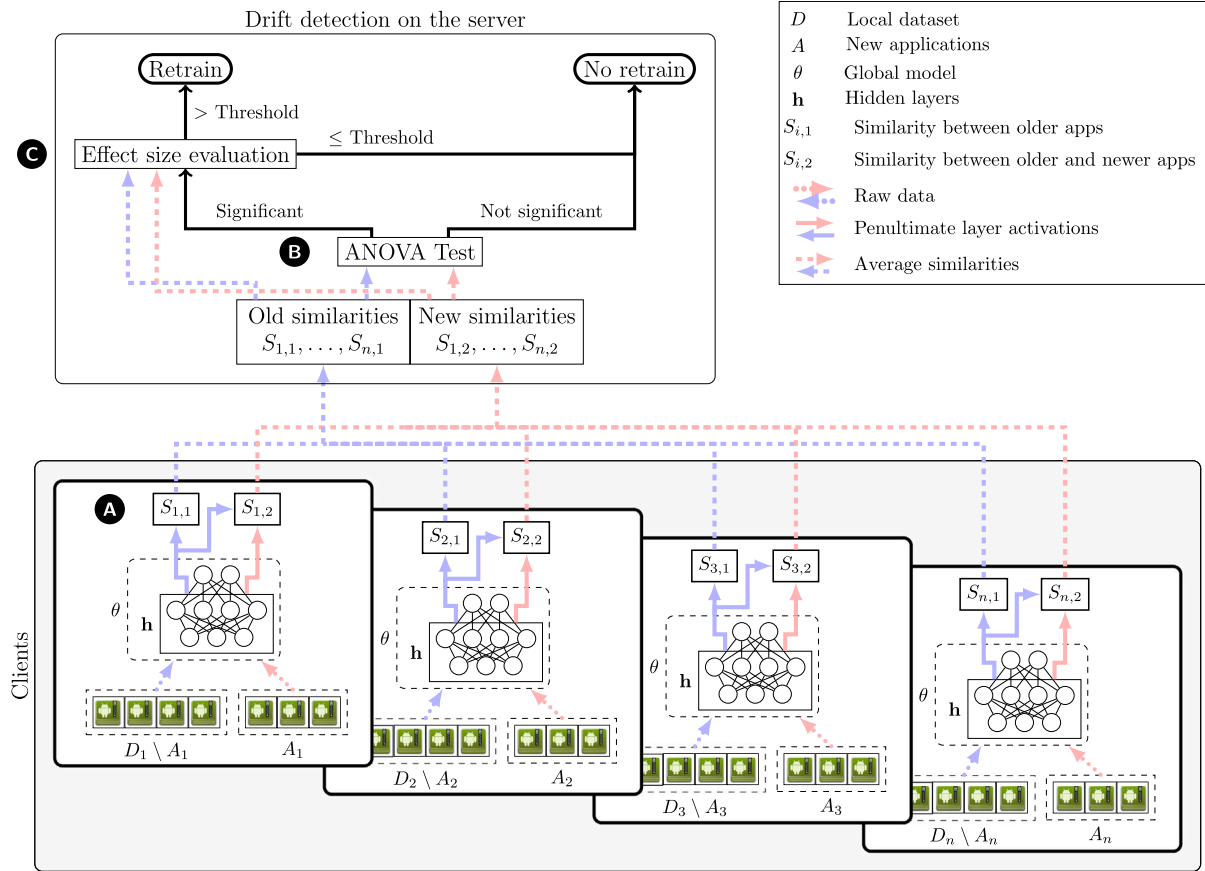 Drift detection on the server
Retrain
No retrain
> Threshold
≤ Threshold
C
Effect size evaluation
Significant
Not significant
B
ANOVA Test
Old similarities
S1,1, . . . , Sn,1
New similarities
S1,2, . . . , Sn,2
D Local dataset
A New applications
θ Global model
h Hidden layers
Si,1 Similarity between older apps
Si,2 Similarity between older and newer apps
Raw data
Penultimate layer activations
Average similarities
Clients
A
S1,1
S1,2
θ
h
D1 \ A1
A1
S2,1
S2,2
θ
h
D2 \ A2
A2
S3,1
S3,2
θ
h
D3 \ A3
A3
Sn,1
Sn,2
θ
h
Dn \ An
An